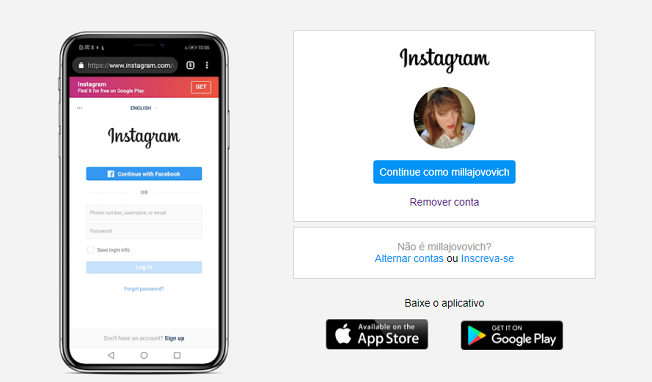 10:86
https://www.instagram.com/
Instagram
Find it for free on Google Play.
GET
ENGLISH
Instagram
Continue with Facebook
OR
Phone number, username, or email
Password
Save login info
Log In
Forgot password?
Don't have an account? Sign up
Instagram
Continue como millajovovich
Remover conta
Não é millajovovich?
Alternar contas ou Inscreva-se
Baixe o aplicativo
Available on the
App Store
GET IT ON
Google Play